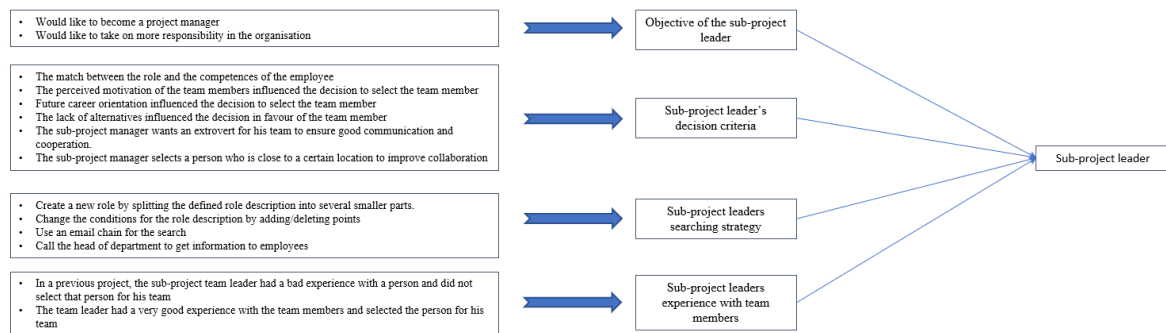 • Would like to become a project manager
• Would like to take on more responsibility in the organisation
Objective of the sub-project
leader
• The match between the role and the competences of the employee
• The perceived motivation of the team members influenced the decision to select the team member
• Future career orientation influenced the decision to select the team member
• The lack of alternatives influenced the decision in favour of the team member
• The sub-project manager wants an extrovert for his team to ensure good communication and
cooperation.
• The sub-project manager selects a person who is close to a certain location to improve collaboration
Sub-project leader’s
decision criteria
Sub-project leader
• Create a new role by splitting the defined role description into several smaller parts.
• Change the conditions for the role description by adding/deleting points
• Use an email chain for the search
• Call the head of department to get information to employees
Sub-project leaders
searching strategy
• In a previous project, the sub-project team leader had a bad experience with a person and did not
select that person for his team
• The team leader had a very good experience with the team members and selected the person for his
team
Sub-project leaders
experience with team
members